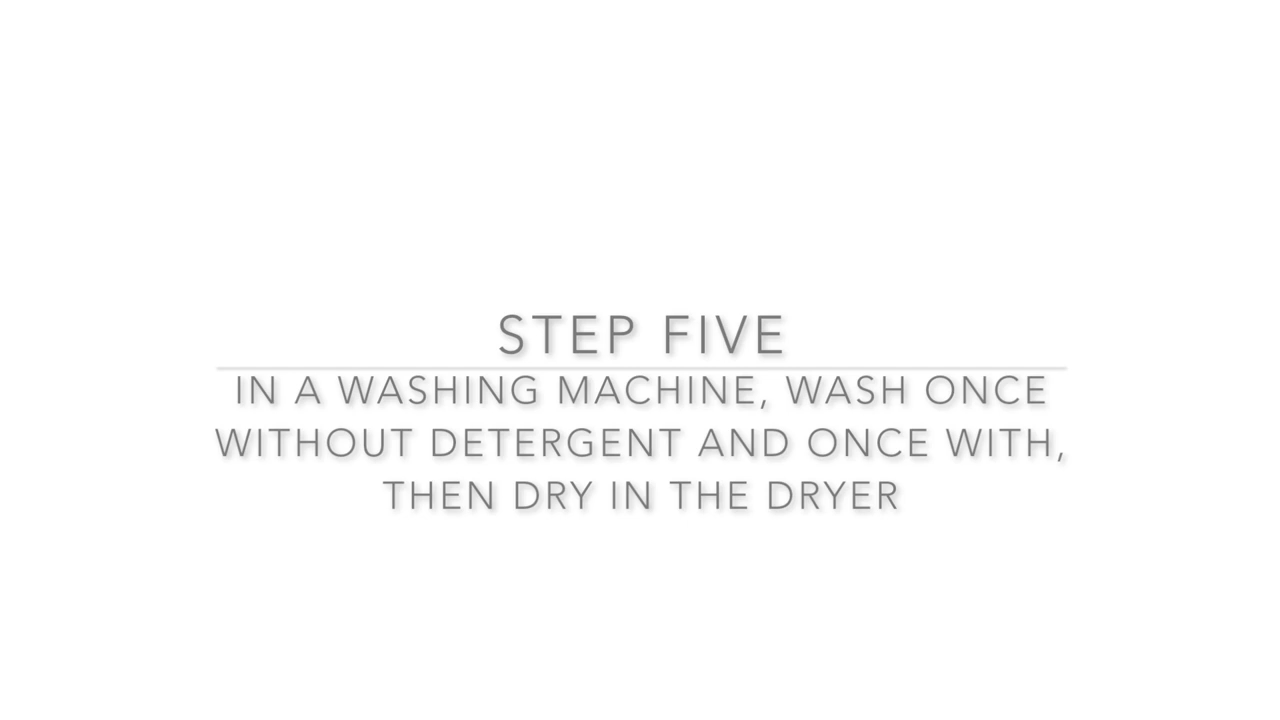 STEP FIVE
IN A WASHING MACHINE, WASH ONCE
WITHOUT DETERGENT AND ONCE WITH,
THEN DRY IN THE DRYER